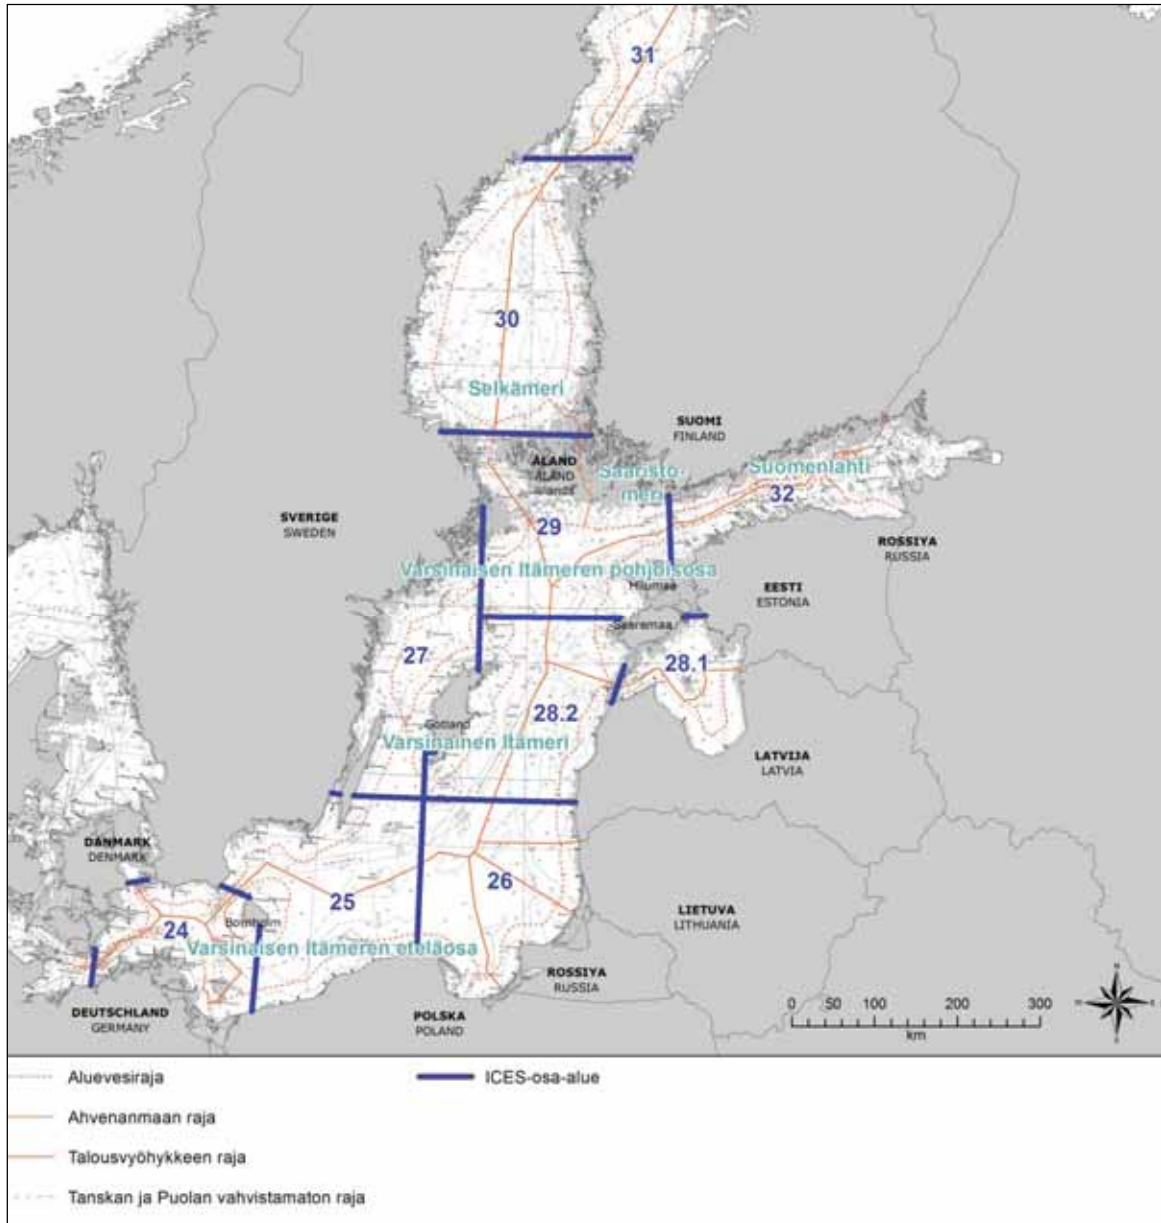 31
30
Selkämeri
SUOMI
FINLAND
ÅLAND
ÅLAND
Islands
Saaristo-
meri
Suomenlahti
32
29
SVERIGE
SWEDEN
ROSSIYA
RUSSIA
Varsinaisen Itämeren pohjoisosa
Hiiumaa
EESTI
ESTONIA
Saaremaa
27
28.1
28.2
Gotland
Varsinainen Itämeri
LATVIJA
LATVIA
DANMARK
DENMARK
26
25
24
Bornholm
LIETUVA
LITHUANIA
Varsinaisen Itämeren eteläosa
ROSSIYA
RUSSIA
DEUTSCHLAND
GERMANY
POLSKA
POLAND
0 50 100 200 300
km
Aluevesiraja
ICES-osa-alue
Ahvenanmaan raja
Talousvyöhykkeen raja
Tanskan ja Puolan vahvistamaton raja